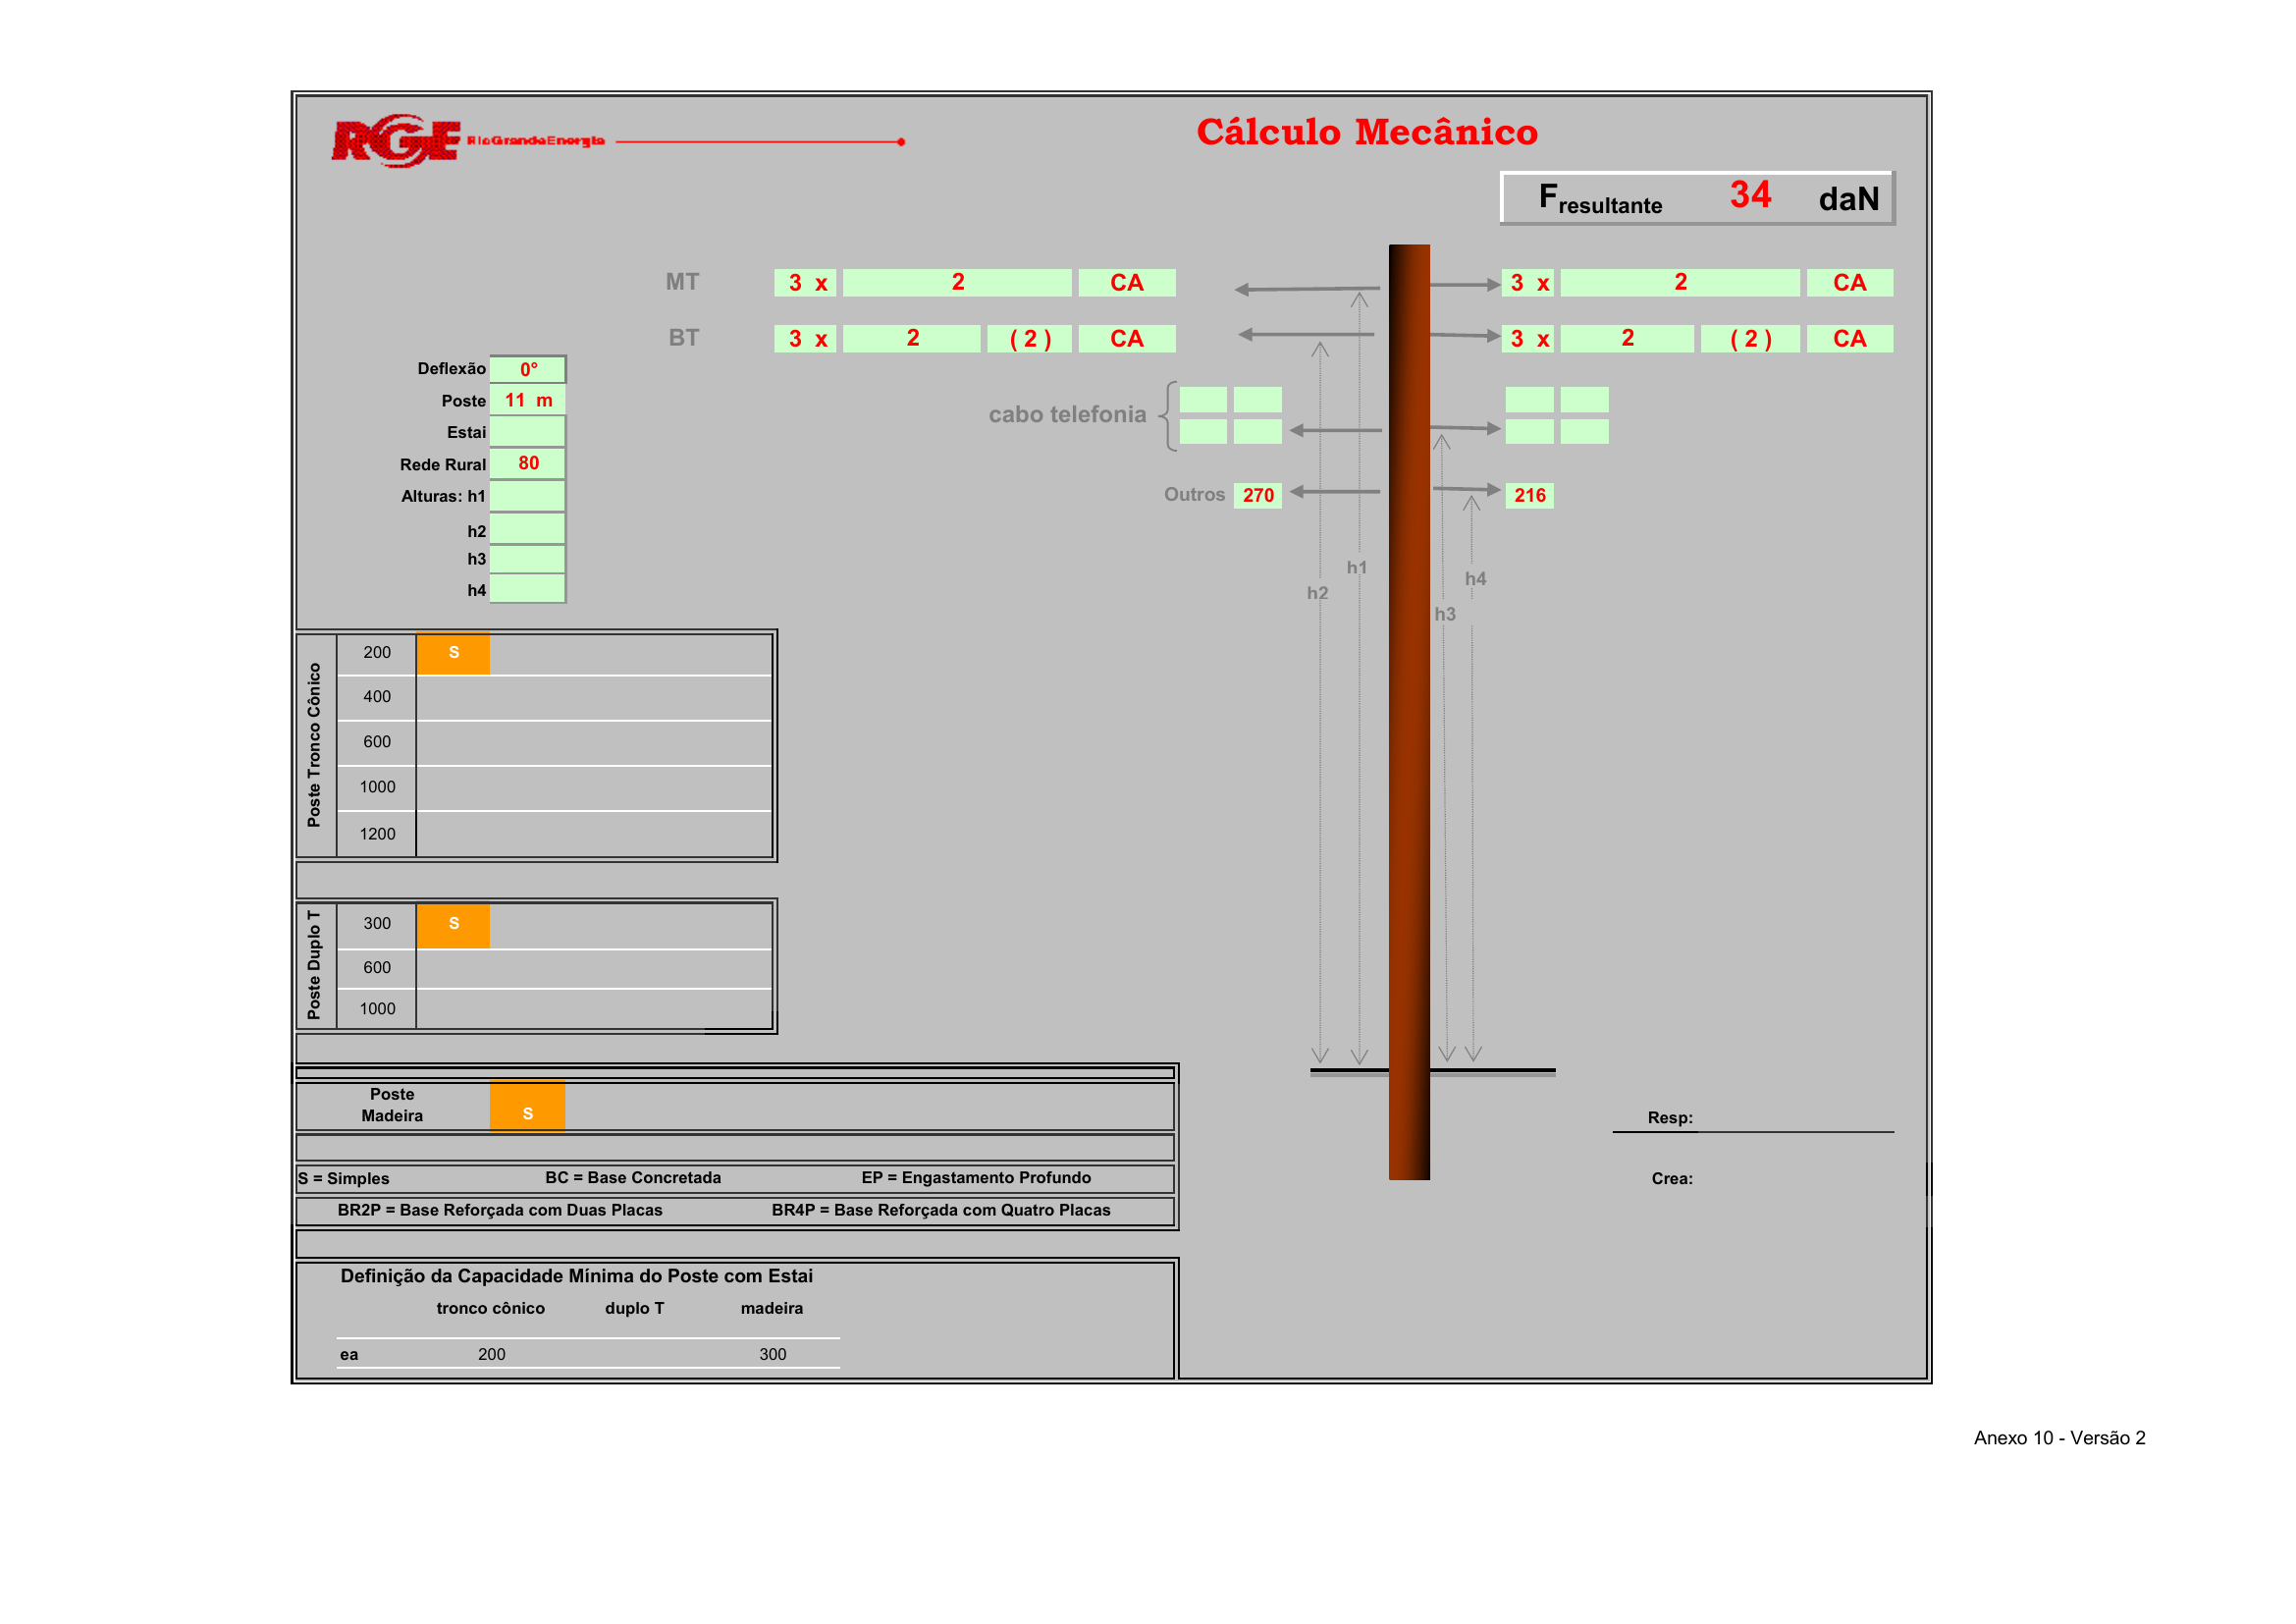 RGE RioGrandeEnergia
Cálculo Mecânico
Fresultante 34 daN
MT 3 x 2 CA 3 x 2 CA
BT 3 x 2 ( 2 ) CA 3 x 2 ( 2 ) CA
Deflexão 0°
Poste 11 m
cabo telefonia
Estai
Rede Rural 80
Alturas: h1
Outros 270 216
h2
h3
h4
h1
h2
h4
h3
Poste Tronco Cônico
200 S
400
600
1000
1200
Poste Duplo T
300 S
600
1000
Poste
Madeira S
Resp:
S = Simples BC = Base Concretada EP = Engastamento Profundo
Crea:
BR2P = Base Reforçada com Duas Placas BR4P = Base Reforçada com Quatro Placas
Definição da Capacidade Mínima do Poste com Estai
tronco cônico duplo T madeira
ea 200 300
Anexo 10 - Versão 2